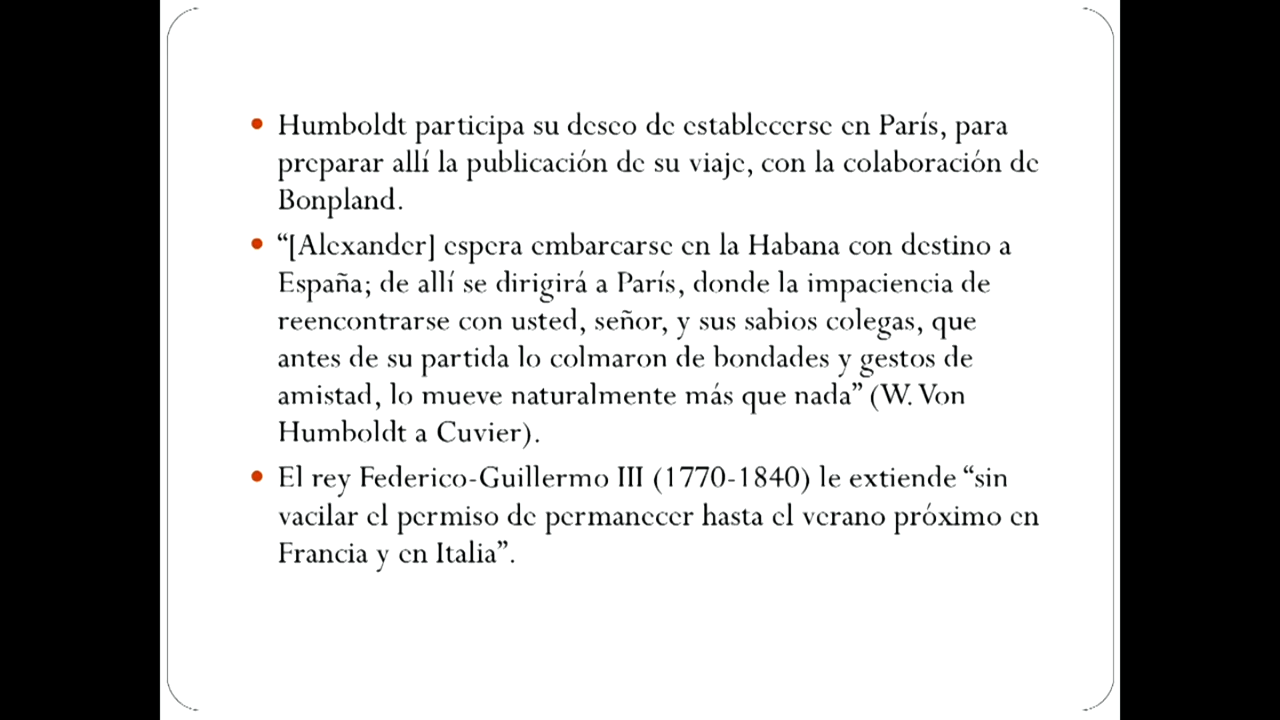 • Humboldt participa su deseo de establecerse en París, para
preparar allí la publicación de su viaje, con la colaboración de
Bonpland.
• “[Alexander] espera embarcarse en la Habana con destino a
España; de allí se dirigirá a París, donde la impaciencia de
reencontrarse con usted, señor, y sus sabios colegas, que
antes de su partida lo colmaron de bondades y gestos de
amistad, lo mueve naturalmente más que nada” (W. Von
Humboldt a Cuvier).
• El rey Federico-Guillermo III (1770-1840) le extiende “sin
vacilar el permiso de permanecer hasta el verano próximo en
Francia y en Italia”.